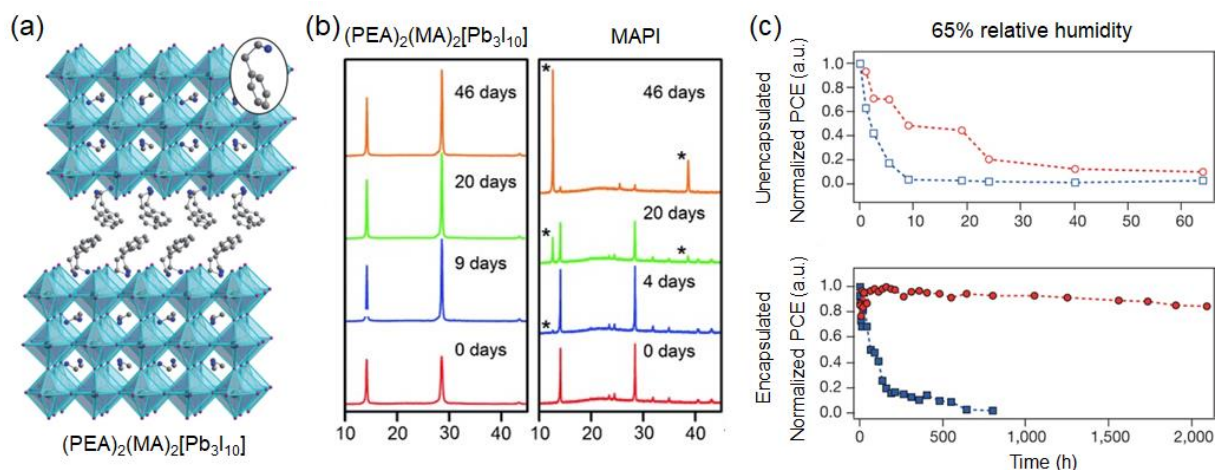 (a)
(PEA)₂(MA)₂[Pb₃I₁₀]
(b)
(PEA)₂(MA)₂[Pb₃I₁₀]
MAPI
46 days
20 days
9 days
0 days
10 20 30 40
*
46 days
*
20 days
*
*
4 days
*
0 days
10 20 30 40
(c)
65% relative humidity
Unencapsulated
Normalized PCE (a.u.)
1.0
0.8
0.6
0.4
0.2
0.0
0 10 20 30 40 50 60
Encapsulated
Normalized PCE (a.u.)
1.0
0.8
0.6
0.4
0.2
0.0
0 500 1,000 1,500 2,000
Time (h)